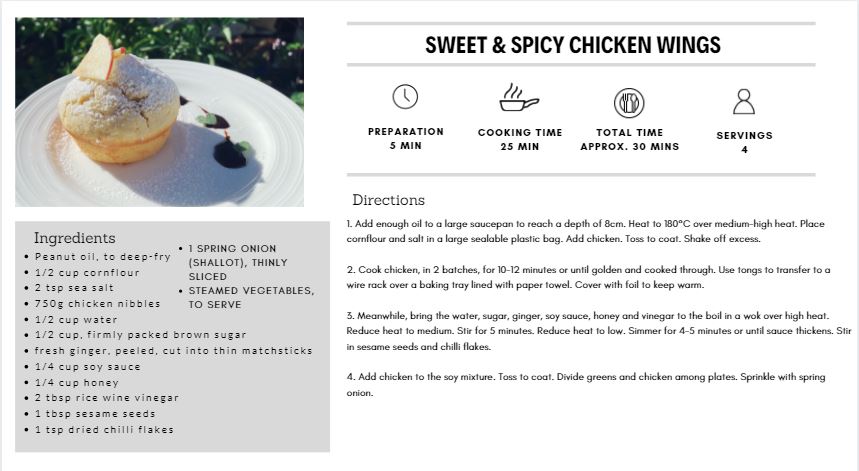 SWEET & SPICY CHICKEN WINGS
PREPARATION
5 MIN
COOKING TIME
25 MIN
TOTAL TIME
APPROX. 30 MINS
SERVINGS
4
Ingredients
Peanut oil, to deep-fry
1/2 cup cornflour
2 tsp sea salt
750g chicken nibbles
1/2 cup water
1/2 cup, firmly packed brown sugar
fresh ginger, peeled, cut into thin matchsticks
1/4 cup soy sauce
1/4 cup honey
2 tbsp rice wine vinegar
1 tbsp sesame seeds
1 tsp dried chilli flakes
1 SPRING ONION
(SHALLOT), THINLY
SLICED
STEAMED VEGETABLES,
TO SERVE
Directions
1. Add enough oil to a large saucepan to reach a depth of 8cm. Heat to 180°C over medium-high heat. Place
cornflour and salt in a large sealable plastic bag. Add chicken. Toss to coat. Shake off excess.
2. Cook chicken, in 2 batches, for 10-12 minutes or until golden and cooked through. Use tongs to transfer to a
wire rack over a baking tray lined with paper towel. Cover with foil to keep warm.
3. Meanwhile, bring the water, sugar, ginger, soy sauce, honey and vinegar to the boil in a wok over high heat.
Reduce heat to medium. Stir for 5 minutes. Reduce heat to low. Simmer for 4-5 minutes or until sauce thickens. Stir
in sesame seeds and chilli flakes.
4. Add chicken to the soy mixture. Toss to coat. Divide greens and chicken among plates. Sprinkle with spring
onion.